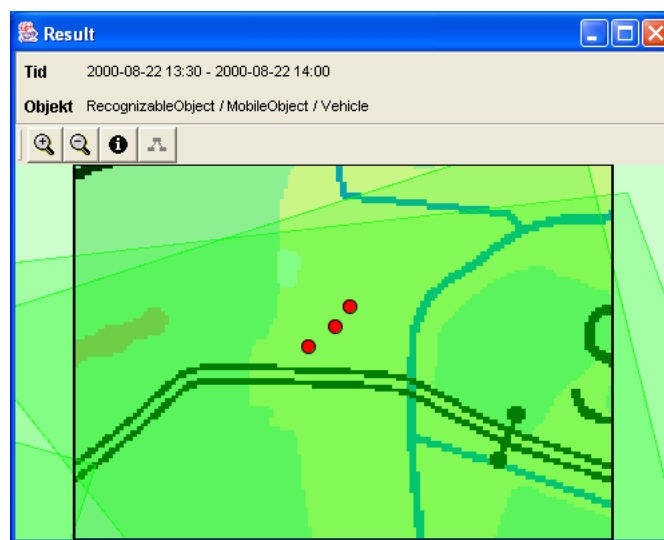 Result
Tid 2000-08-22 13:30 - 2000-08-22 14:00
Objekt RecognizableObject / MobileObject / Vehicle